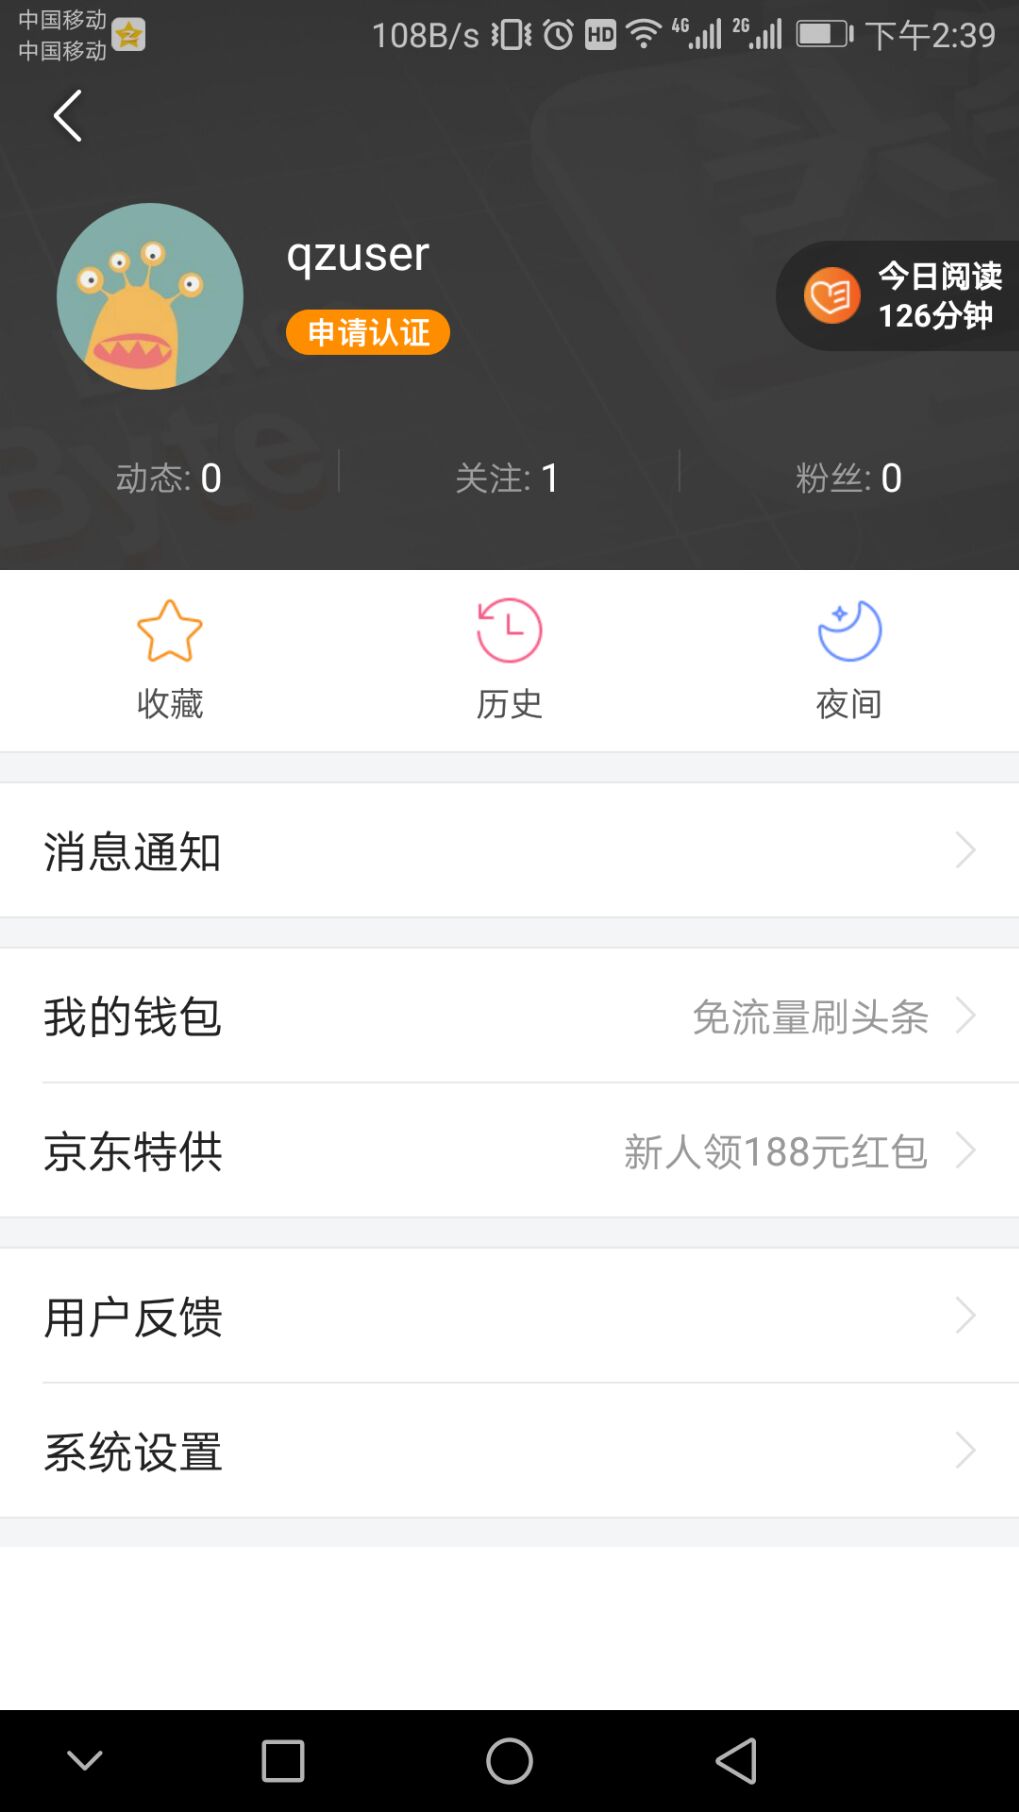 中国移动
中国移动
108B/s HD 4G 2G 下午2:39
qzuser
申请认证
今日阅读
126分钟
Byte
动态: 0
关注: 1
粉丝: 0
收藏
历史
夜间
消息通知
我的钱包
免流量刷头条
京东特供
新人领188元红包
用户反馈
系统设置